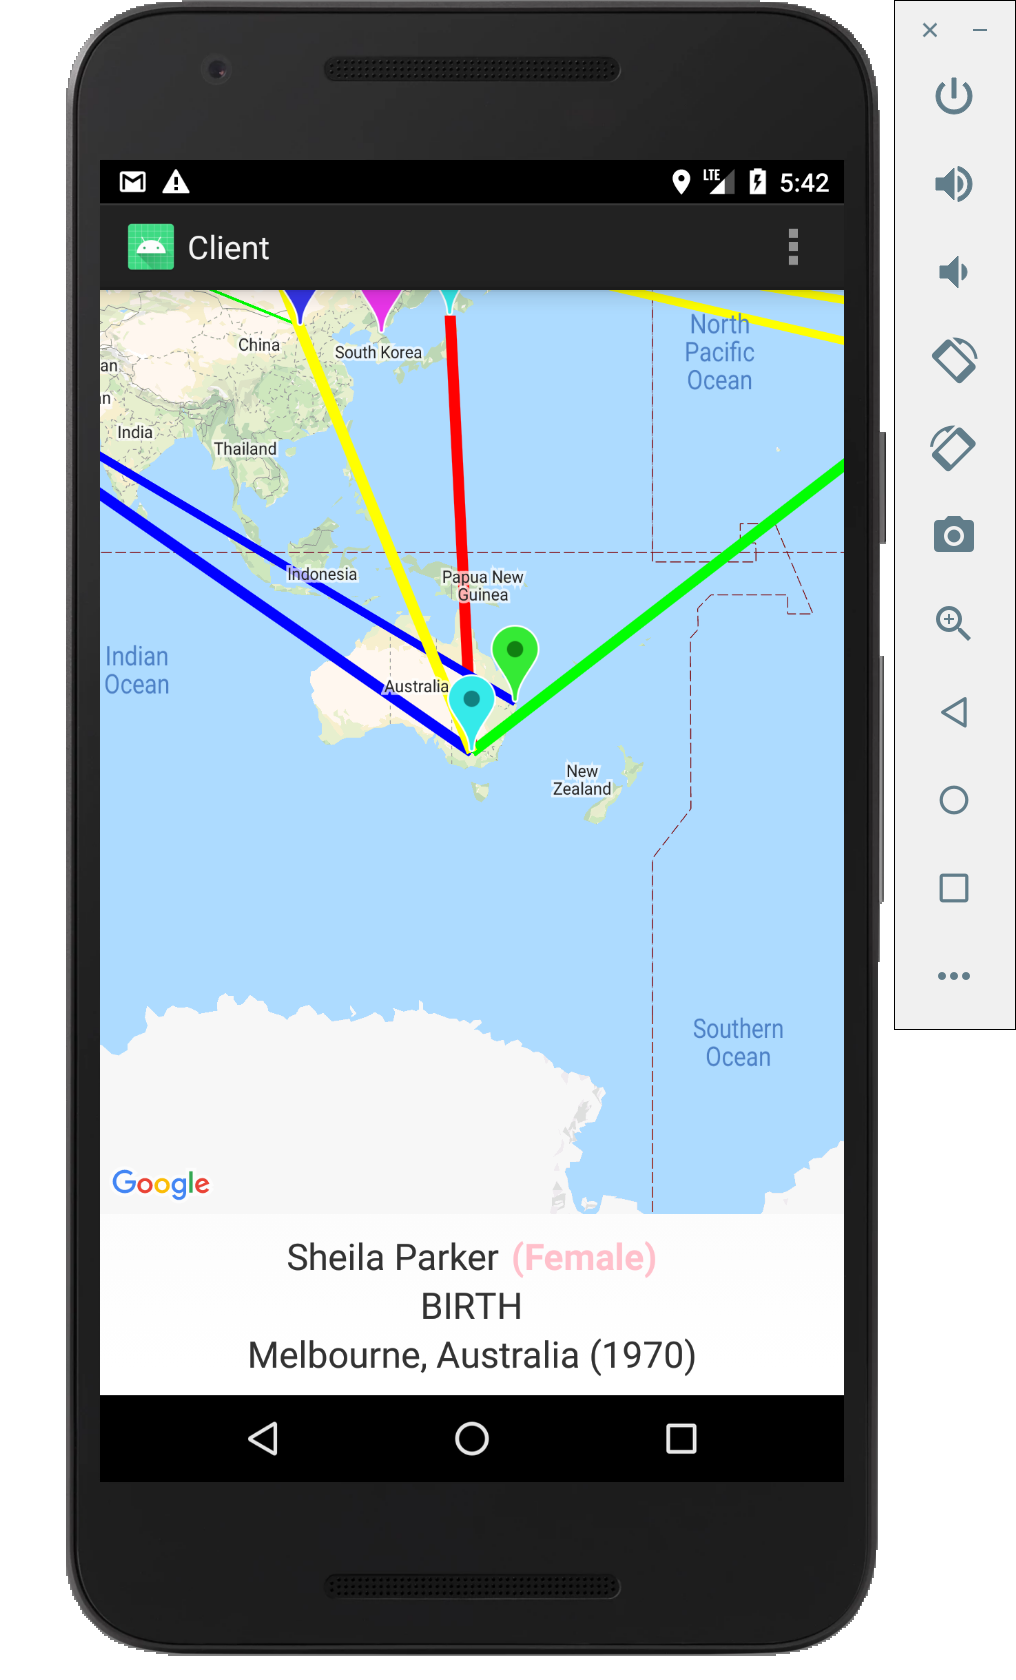 LTE 5:42
Client
North
Pacific
Ocean
China
South Korea
an
n
India
Thailand
Indonesia
Papua New
Guinea
Indian
Ocean
Australia
New
Zealand
Southern
Ocean
Google
Sheila Parker (Female)
BIRTH
Melbourne, Australia (1970)